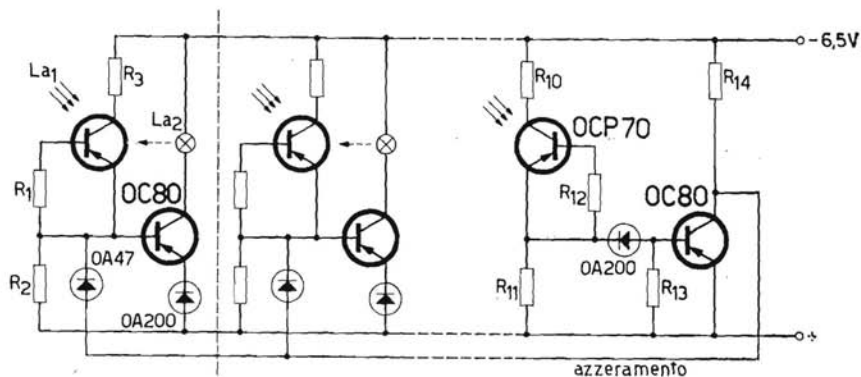 -6,5V
La1
R3
R10
R14
La2
OCP70
R1
OC80
R12
OC80
OA47
OA200
R2
OA200
R11
R13
+
azzeramento